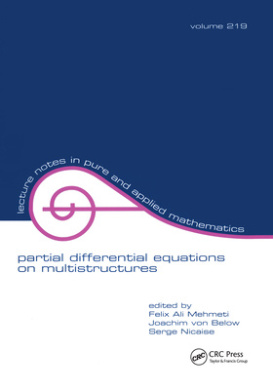 volume 219
lecture notes in pure and applied mathematics
partial differential equations
on multistructures
edited by
Felix Ali Mehmeti
Joachim von Below
Serge Nicaise
CRC
CRC Press
Taylor & Francis Group